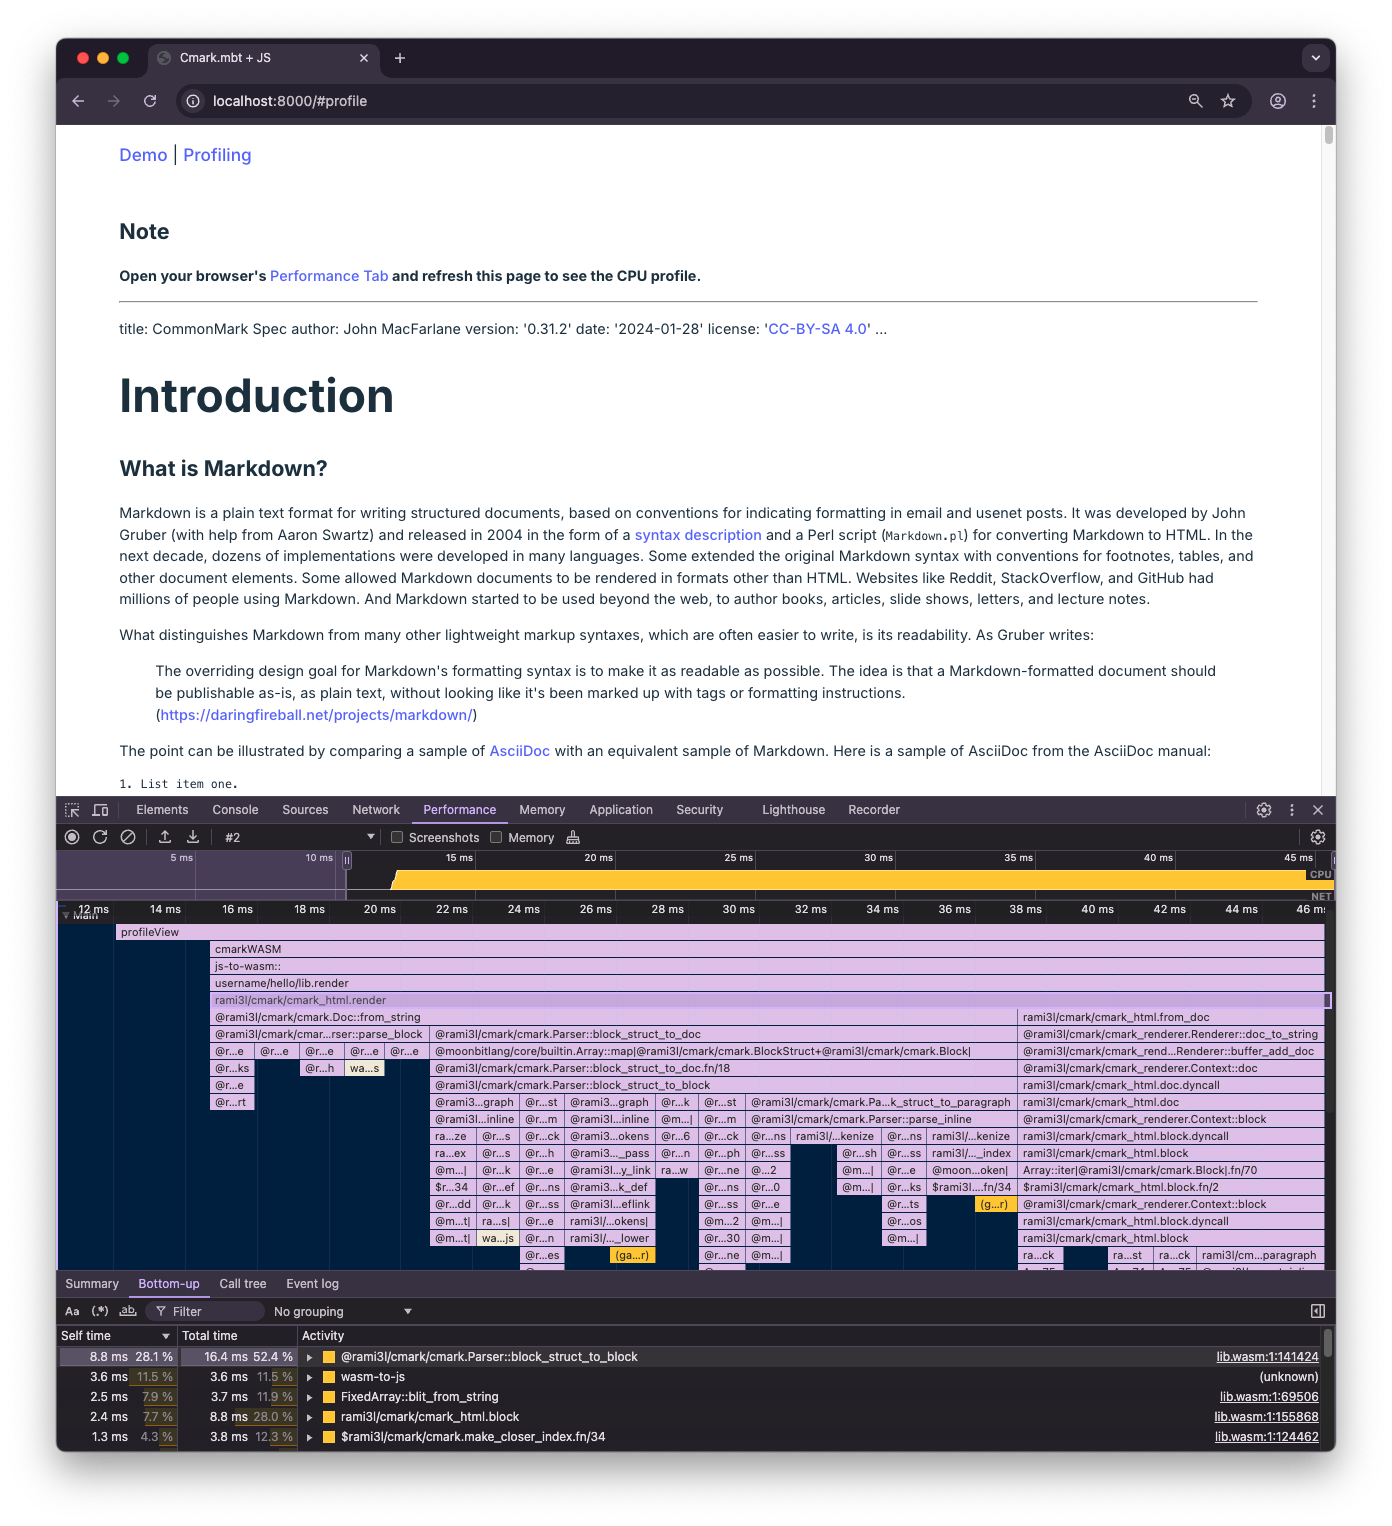 Cmark.mbt + JS
localhost:8000/#profile
Demo | Profiling
Note
Open your browser's Performance Tab and refresh this page to see the CPU profile.
title: CommonMark Spec author: John MacFarlane version: '0.31.2' date: '2024-01-28' license: 'CC-BY-SA 4.0' ...
Introduction
What is Markdown?
Markdown is a plain text format for writing structured documents, based on conventions for indicating formatting in email and usenet posts. It was developed by John
Gruber (with help from Aaron Swartz) and released in 2004 in the form of a syntax description and a Perl script (Markdown.pl) for converting Markdown to HTML. In the
next decade, dozens of implementations were developed in many languages. Some extended the original Markdown syntax with conventions for footnotes, tables, and
other document elements. Some allowed Markdown documents to be rendered in formats other than HTML. Websites like Reddit, StackOverflow, and GitHub had
millions of people using Markdown. And Markdown started to be used beyond the web, to author books, articles, slide shows, letters, and lecture notes.
What distinguishes Markdown from many other lightweight markup syntaxes, which are often easier to write, is its readability. As Gruber writes:
The overriding design goal for Markdown's formatting syntax is to make it as readable as possible. The idea is that a Markdown-formatted document should
be publishable as-is, as plain text, without looking like it's been marked up with tags or formatting instructions.
(https://daringfireball.net/projects/markdown/)
The point can be illustrated by comparing a sample of AsciiDoc with an equivalent sample of Markdown. Here is a sample of AsciiDoc from the AsciiDoc manual:
1. List item one.
Elements Console Sources Network Performance Memory Application Security Lighthouse Recorder
#2 Screenshots Memory
5 ms 10 ms 15 ms 20 ms 25 ms 30 ms 35 ms 40 ms 45 ms
CPU
NET
12 ms 14 ms 16 ms 18 ms 20 ms 22 ms 24 ms 26 ms 28 ms 30 ms 32 ms 34 ms 36 ms 38 ms 40 ms 42 ms 44 ms 46 ms
Main
profileView
cmarkWASM
js-to-wasm::
username/hello/lib.render
rami3l/cmark/cmark_html.render
@rami3l/cmark/cmark.Doc::from_string rami3l/cmark/cmark_html.from_doc
@rami3l/cmark/cmar...rser::parse_block @rami3l/cmark/cmark.Parser::block_struct_to_doc @rami3l/cmark/cmark_renderer.Renderer::doc_to_string
@r...e @r...e @r...e @r...e @r...e @moonbitlang/core/builtin.Array::map|@rami3l/cmark/cmark.BlockStruct+@rami3l/cmark/cmark.Block| @rami3l/cmark/cmark_rend...Renderer::buffer_add_doc
@r...ks @r...h wa...s @rami3l/cmark/cmark.Parser::block_struct_to_doc.fn/18 @rami3l/cmark/cmark_renderer.Context::doc
@r...e @rami3l/cmark/cmark.Parser::block_struct_to_block rami3l/cmark/cmark_html.doc.dyncall
@r...rt @rami3...graph @r...st @rami3...graph @r...k @r...st @rami3l/cmark/cmark.Pa...k_struct_to_paragraph rami3l/cmark/cmark_html.doc
@rami3l...inline @r...m @rami3l...inline @m...| @r...m @rami3l/cmark/cmark.Parser::parse_inline @rami3l/cmark/cmark_renderer.Context::block
ra...ze @r...s @r...ck @rami3...okens @r...6 @r...ck @r...ns rami3l/...kenize @r...ns rami3l/...kenize rami3l/cmark/cmark_html.block.dyncall
ra...ex @r...s @r...h @rami3..._pass @r...n @r...ph @r...ss @r...sh @r...ss rami3l/..._index rami3l/cmark/cmark_html.block
@m...| @r...k @r...e @rami3l...y_link ra...w @r...ne @...2 @m...| @r...e @moon...oken| Array::iter|@rami3l/cmark/cmark.Block|.fn/70
$r...34 @r...ef @r...ns @rami3...k_def @r...ns @r...0 @m...| @r...ks $rami3l....fn/34 $rami3l/cmark/cmark_html.block.fn/2
@r...dd @r...k @r...ss @rami3l...eflink @r...ss @r...e @r...ts (g...r) @rami3l/cmark/cmark_renderer.Context::block
@m...t| ra...s| @r...e rami3l/...okens| @m...2 @m...| @r...os rami3l/cmark/cmark_html.block.dyncall
@m...t| wa...js @r...n rami3l/..._lower @r...30 @m...| @m...| rami3l/cmark/cmark_html.block
@r...es (ga...r) @r...ne @m...| ra...ck ra...st ra...ck rami3l/cm...paragraph
Summary Bottom-up Call tree Event log
Aa (.*) ab Filter No grouping
Self time Total time Activity
8.8 ms 28.1 % 16.4 ms 52.4 % @rami3l/cmark/cmark.Parser::block_struct_to_block lib.wasm:1:141424
3.6 ms 11.5 % 3.6 ms 11.5 % wasm-to-js (unknown)
2.5 ms 7.9 % 3.7 ms 11.9 % FixedArray::blit_from_string lib.wasm:1:69506
2.4 ms 7.7 % 8.8 ms 28.0 % rami3l/cmark/cmark_html.block lib.wasm:1:155868
1.3 ms 4.3 % 3.8 ms 12.3 % $rami3l/cmark/cmark.make_closer_index.fn/34 lib.wasm:1:124462